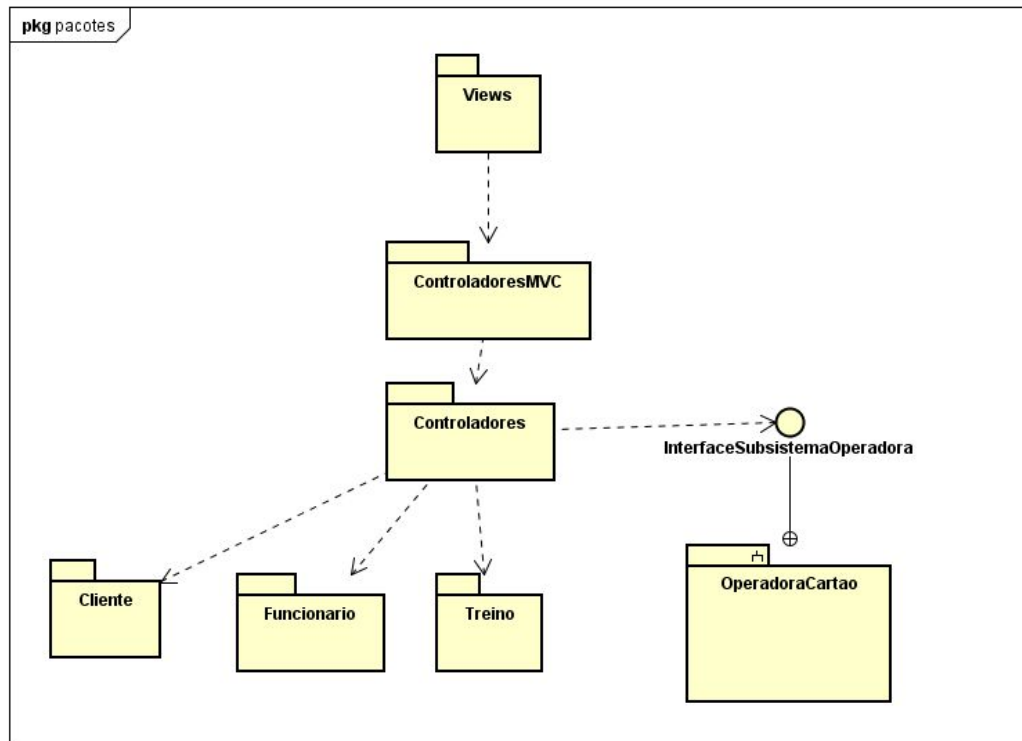 pkg pacotes
Views
ControladoresMVC
Controladores
InterfaceSubsistemaOperadora
OperadoraCartao
Cliente
Funcionario
Treino